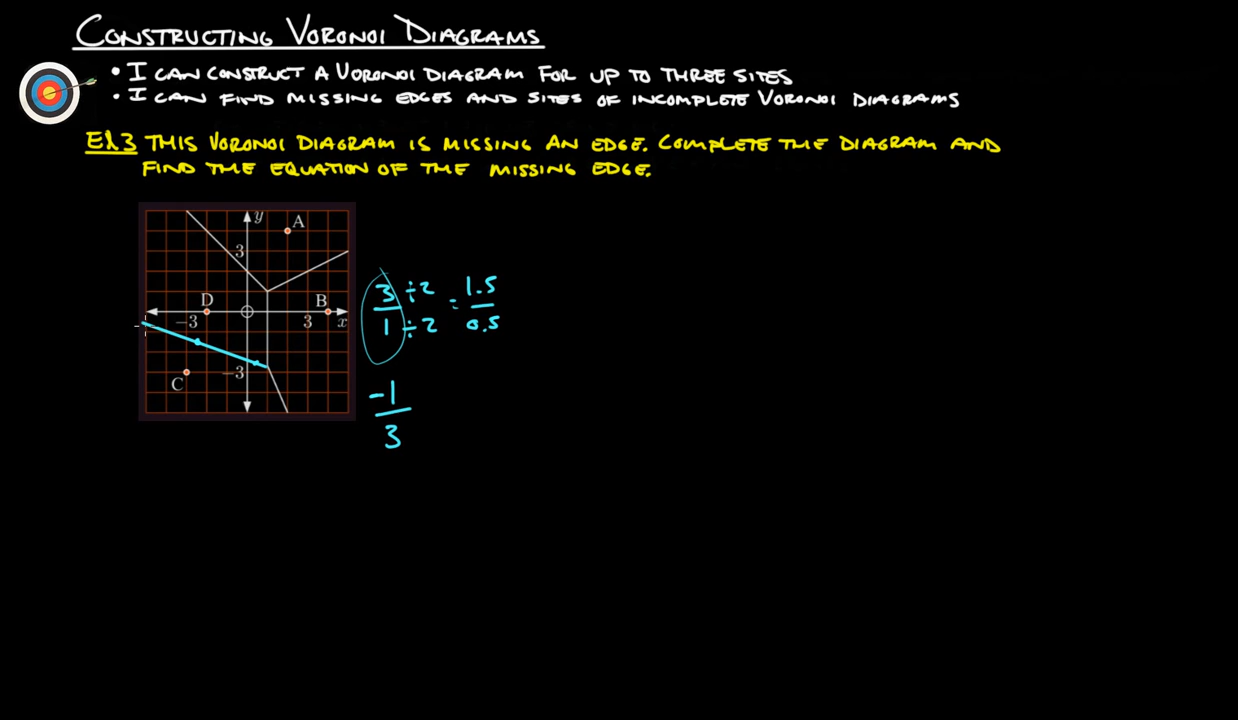 CONSTRUCTING VORONOI DIAGRAMS
• I CAN CONSTRUCT A VORONOI DIAGRAM FOR UP TO THREE SITES
• I CAN FIND MISSING EDGES AND SITES OF INCOMPLETE VORONOI DIAGRAMS
Ex.3 THIS VORONOI DIAGRAM IS MISSING AN EDGE. COMPLETE THE DIAGRAM AND
FIND THE EQUATION OF THE MISSING EDGE.
y
A
3
D
B
-3
3
x
-3
C
3/1 ÷2/÷2 = 1.5/0.5
-1/3